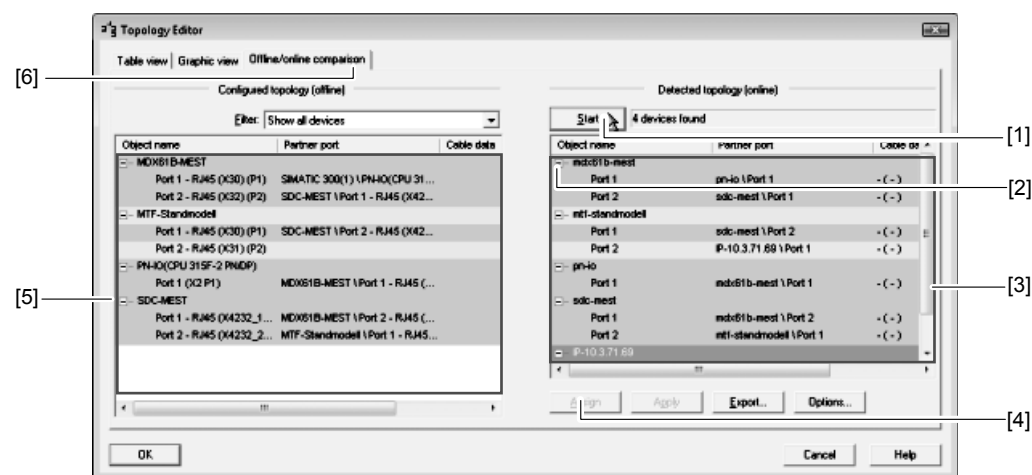 Topology Editor
Table view | Graphic view | Offline/online comparison
[6]
Configured topology (offline)
Filter: Show all devices
Object name Partner port Cable data
MDX61B-MEST
Port 1 - RJ45 (X30) (P1) SIMATIC 300(1) \ PN-IO(CPU 31...
Port 2 - RJ45 (X32) (P2) SDC-MEST \ Port 1 - RJ45 (X42...
MTF-Standmodell
Port 1 - RJ45 (X30) (P1) SDC-MEST \ Port 2 - RJ45 (X42...
Port 2 - RJ45 (X31) (P2)
PN-IO(CPU 315F-2 PN/DP)
Port 1 (X2 P1) MDX61B-MEST \ Port 1 - RJ45 (...
[5]
SDC-MEST
Port 1 - RJ45 (X4232_1... MDX61B-MEST \ Port 2 - RJ45 (...
Port 2 - RJ45 (X4232_2... MTF-Standmodell \ Port 1 - RJ45...
Detected topology (online)
Start 4 devices found
[1]
Object name Partner port Cable da
mdx61b-mest
[2]
Port 1 pn-io \ Port 1 - ( - )
Port 2 sdc-mest \ Port 1 - ( - )
mtf-standmodell
Port 1 sdc-mest \ Port 2 - ( - )
Port 2 IP-10.3.71.69 \ Port 1 - ( - )
pn-io
Port 1 mdx61b-mest \ Port 1 - ( - )
[3]
sdc-mest
Port 1 mdx61b-mest \ Port 2 - ( - )
Port 2 mtf-standmodell \ Port 1 - ( - )
IP-10.3.71.69
Assign Apply Export... Options...
[4]
OK Cancel Help